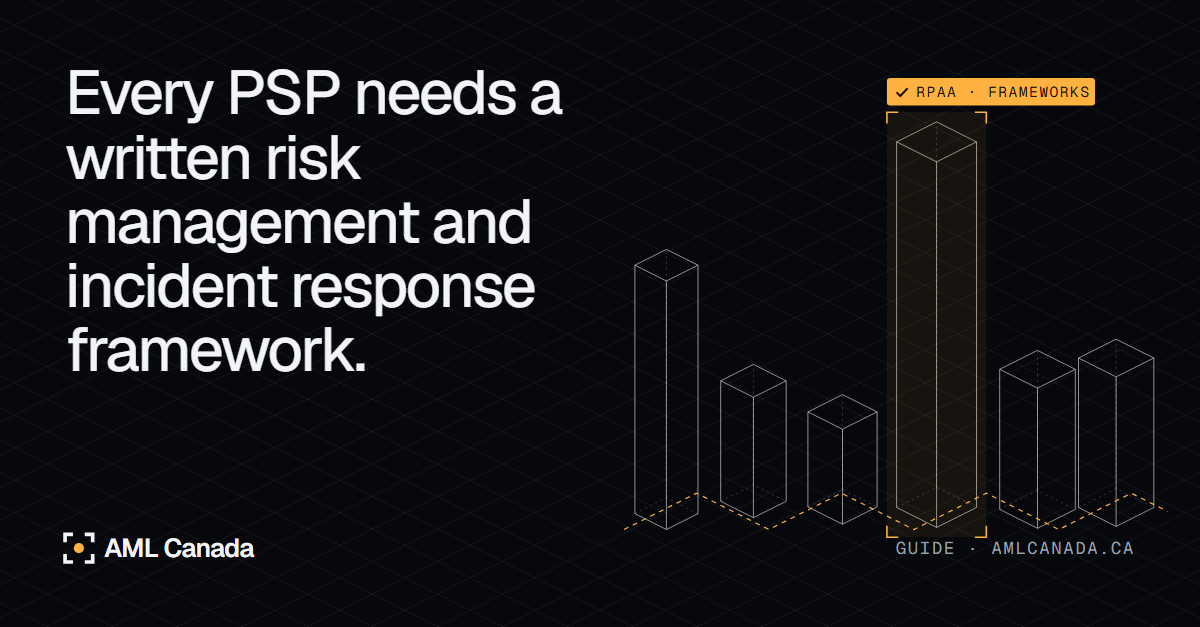 Every PSP needs a
written risk
management and
incident response
framework.
RPAA · FRAMEWORKS
AML Canada
GUIDE · AMLCANADA.CA